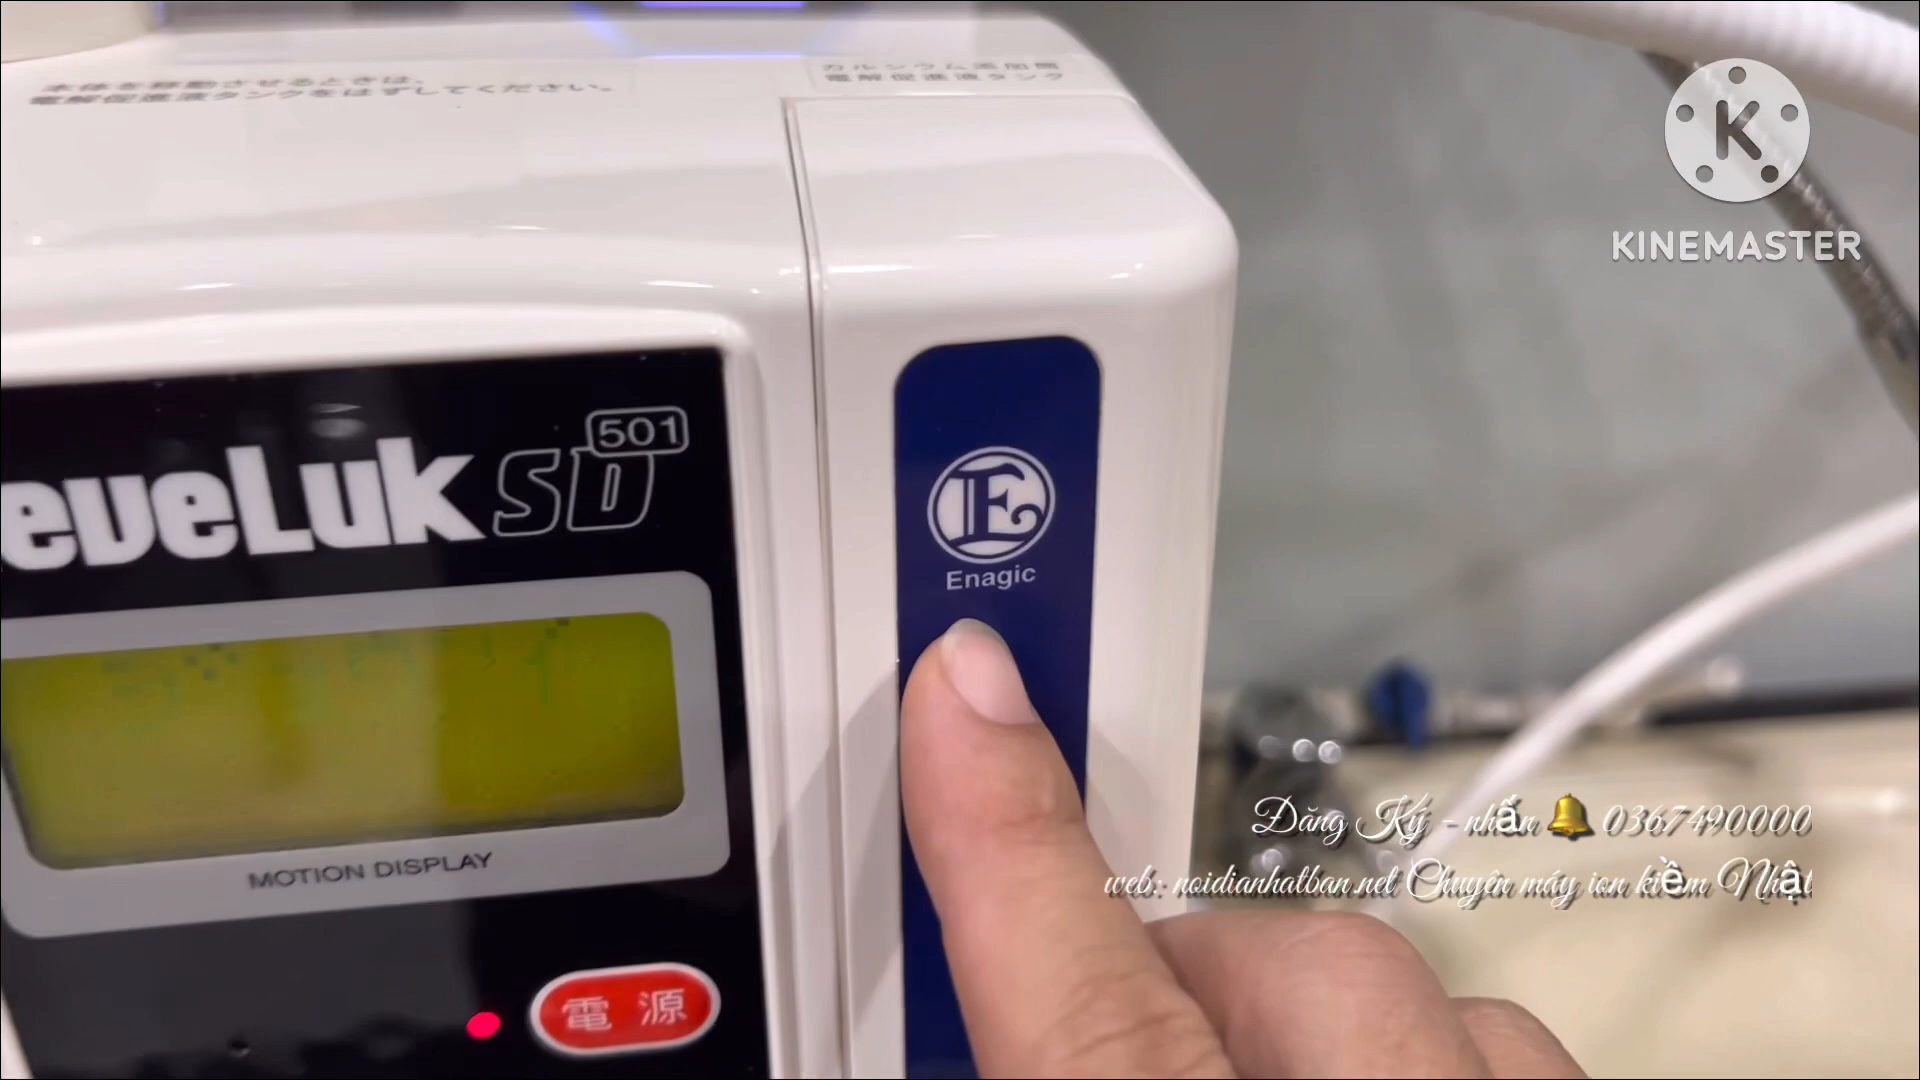 本体を移動させるときは、
電解促進液タンクをはずしてください。
カルシウム添加筒
電解促進液タンク
K
KINEMASTER
eveLuk SD 501
E
Enagic
MOTION DISPLAY
電源
Đăng Ký - nhắn 🔔 0367490000
web: noidianhatban.net Chuyên máy ion kiềm Nhật